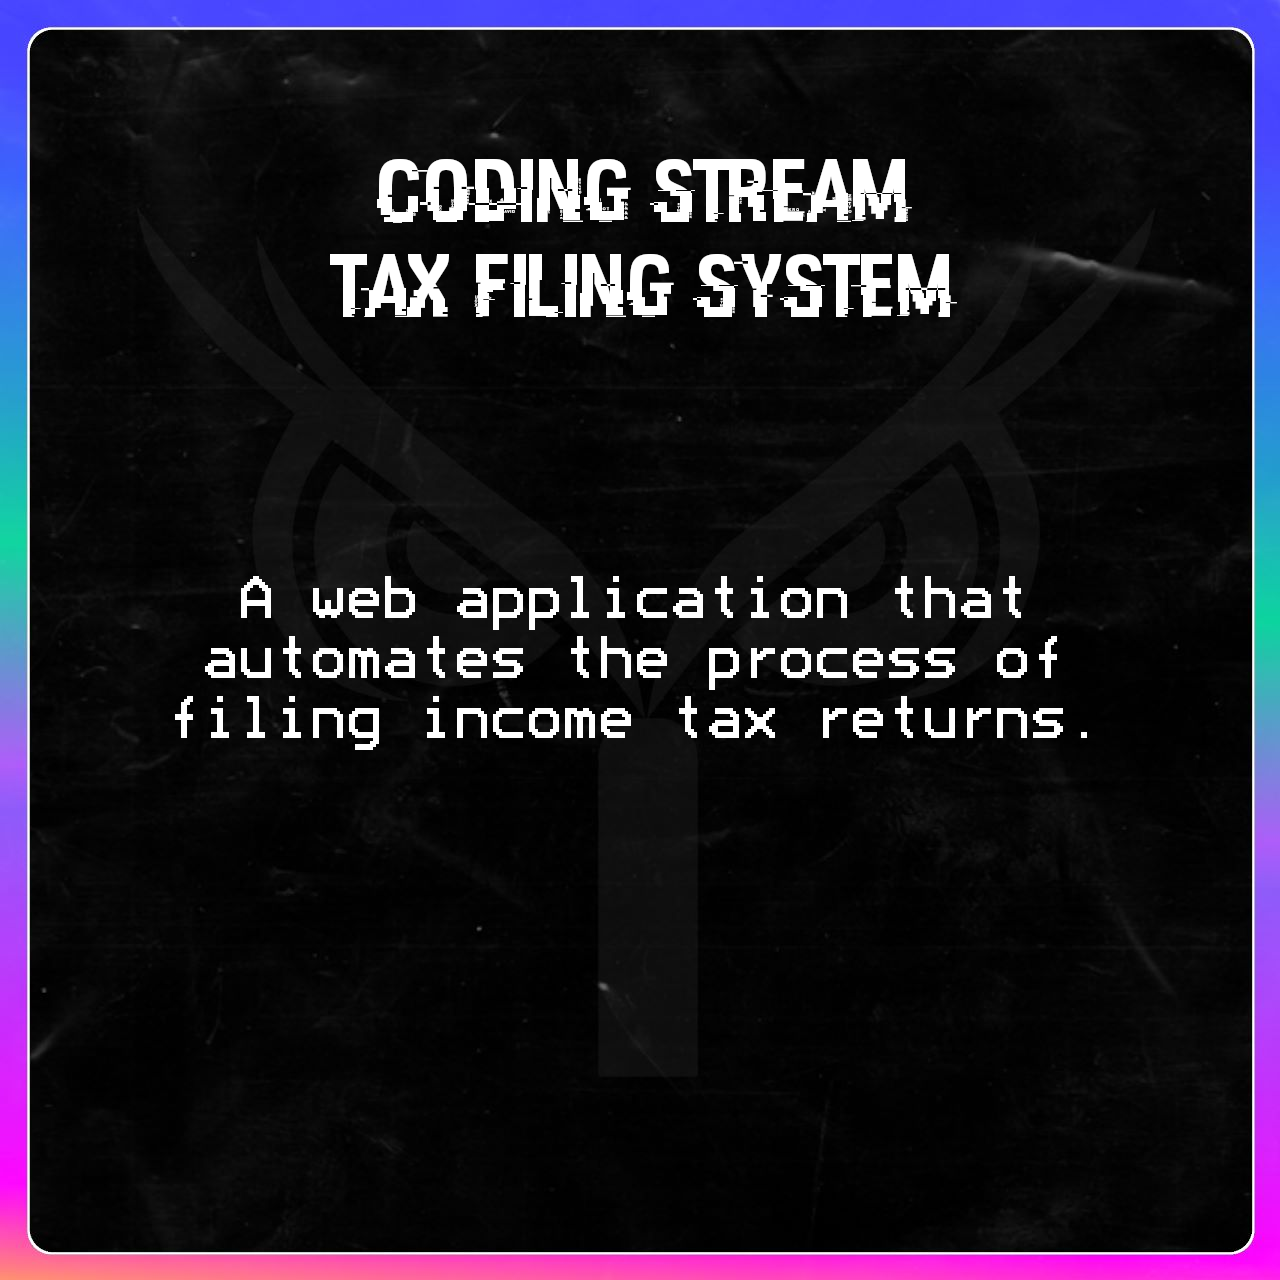 CODING STREAM
TAX FILING SYSTEM
A web application that
automates the process of
filing income tax returns.